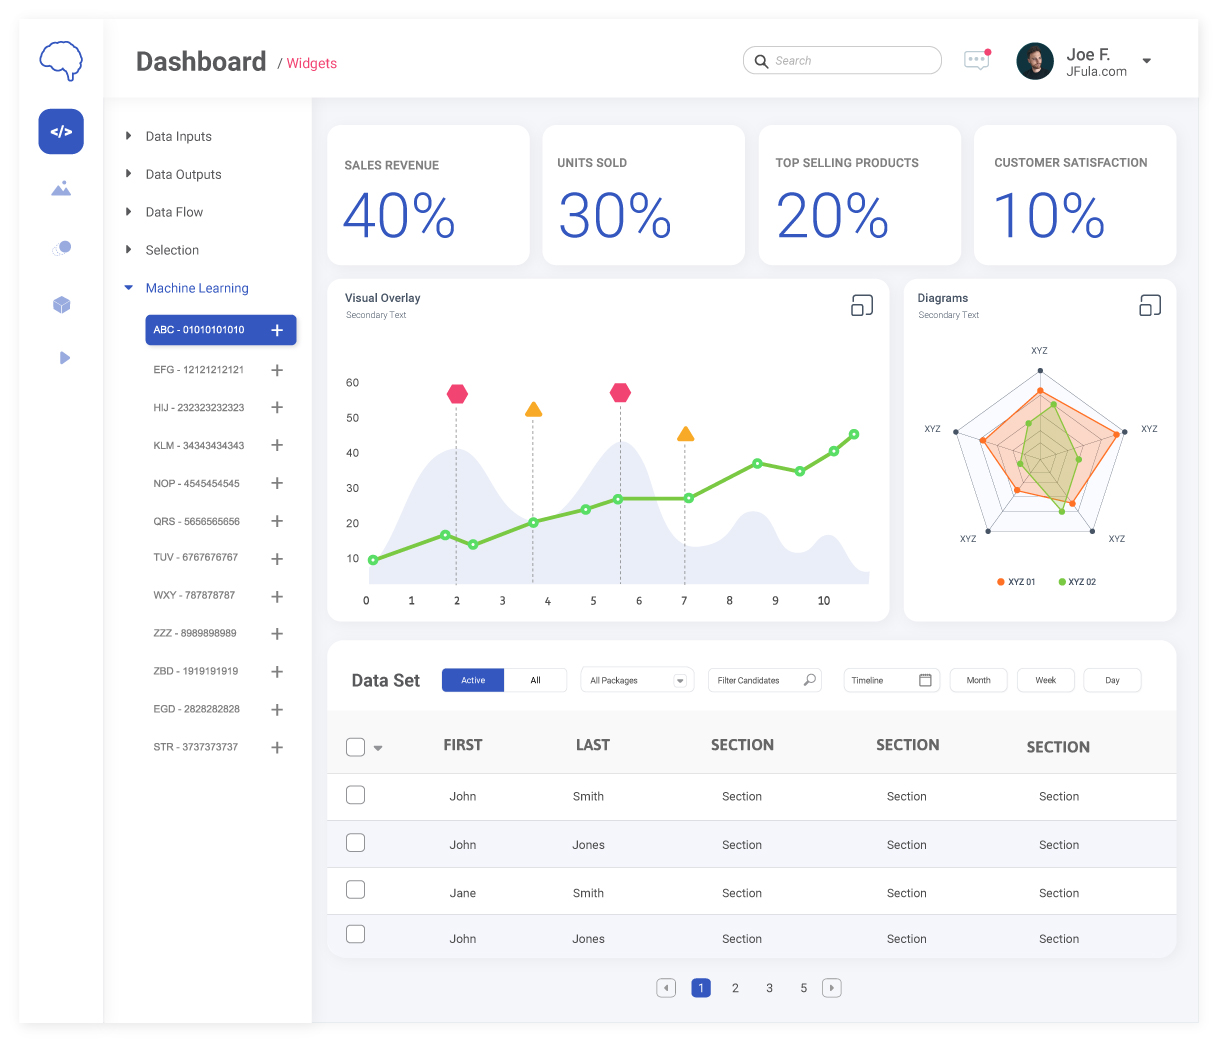 Dashboard / Widgets
Search
Joe F.
JFula.com
</>
Data Inputs
Data Outputs
Data Flow
Selection
Machine Learning
ABC - 01010101010 +
EFG - 12121212121 +
HIJ - 232323232323 +
KLM - 34343434343 +
NOP - 4545454545 +
QRS - 5656565656 +
TUV - 6767676767 +
WXY - 787878787 +
ZZZ - 8989898989 +
ZBD - 1919191919 +
EGD - 2828282828 +
STR - 3737373737 +
SALES REVENUE
40%
UNITS SOLD
30%
TOP SELLING PRODUCTS
20%
CUSTOMER SATISFACTION
10%
Visual Overlay
Secondary Text
60
50
40
30
20
10
0 1 2 3 4 5 6 7 8 9 10
Diagrams
Secondary Text
XYZ
XYZ XYZ
XYZ XYZ
XYZ 01 XYZ 02
Data Set Active All All Packages Filter Candidates Timeline Month Week Day
FIRST LAST SECTION SECTION SECTION
John Smith Section Section Section
John Jones Section Section Section
Jane Smith Section Section Section
John Jones Section Section Section
1 2 3 5